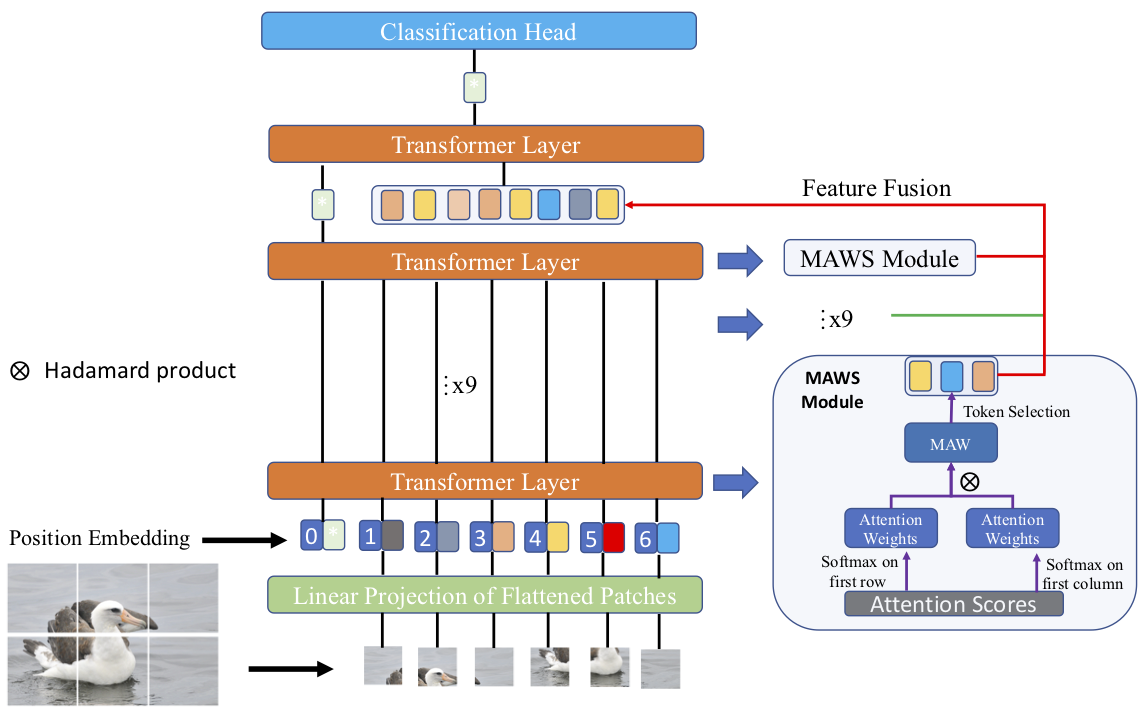 Classification Head
*
Transformer Layer
*
Feature Fusion
Transformer Layer
MAWS Module
⋮x9
⊗ Hadamard product
⋮x9
MAWS
Module
Token Selection
MAW
⊗
Transformer Layer
Attention
Weights
Attention
Weights
Position Embedding
0 * 1 2 3 4 5 6
Softmax on
first row
Softmax on
first column
Linear Projection of Flattened Patches
Attention Scores